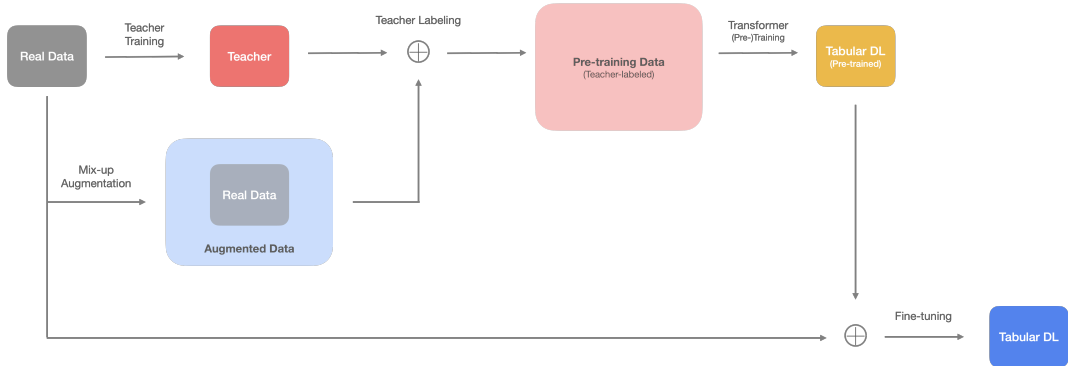 Real Data
Teacher
Training
Teacher
Teacher Labeling
Pre-training Data
(Teacher-labeled)
Transformer
(Pre-)Training
Tabular DL
(Pre-trained)
Mix-up
Augmentation
Real Data
Augmented Data
Fine-tuning
Tabular DL